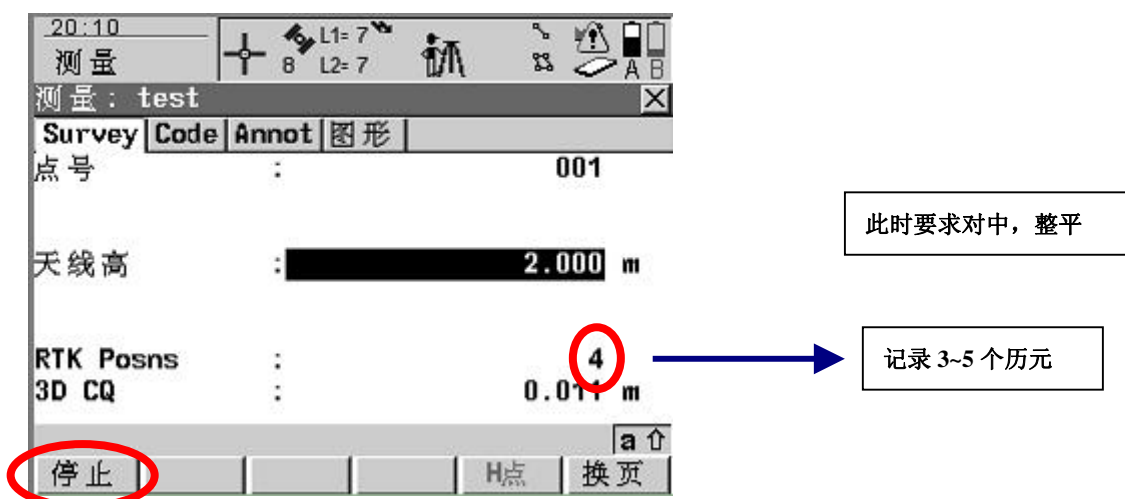 20:10
测量
L1= 7
8 L2= 7
A B
测量: test
Survey Code Annot 图形
点号 : 001
此时要求对中，整平
天线高 : 2.000 m
RTK Posns : 4
记录 3~5 个历元
3D CQ : 0.011 m
a
停止 H点 换页